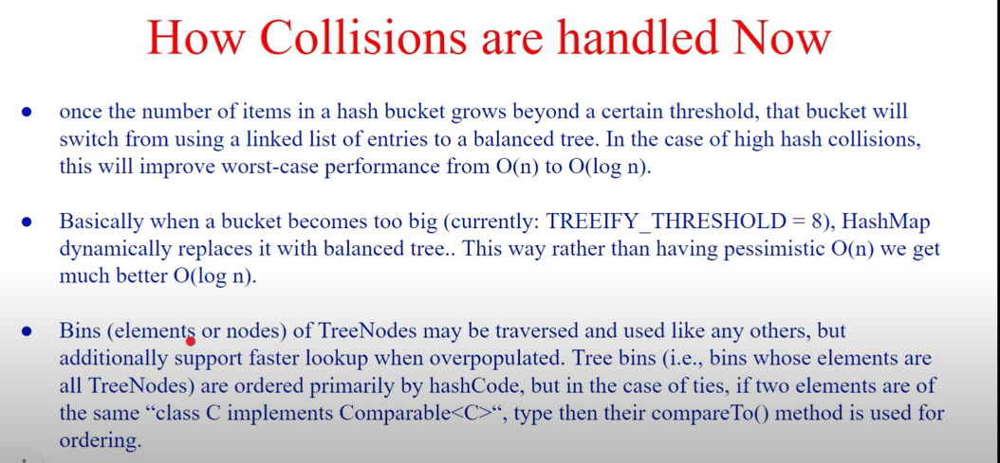 How Collisions are handled Now
● once the number of items in a hash bucket grows beyond a certain threshold, that bucket will
switch from using a linked list of entries to a balanced tree. In the case of high hash collisions,
this will improve worst-case performance from O(n) to O(log n).
● Basically when a bucket becomes too big (currently: TREEIFY_THRESHOLD = 8), HashMap
dynamically replaces it with balanced tree.. This way rather than having pessimistic O(n) we get
much better O(log n).
● Bins (elements or nodes) of TreeNodes may be traversed and used like any others, but
additionally support faster lookup when overpopulated. Tree bins (i.e., bins whose elements are
all TreeNodes) are ordered primarily by hashCode, but in the case of ties, if two elements are of
the same “class C implements Comparable<C>“, type then their compareTo() method is used for
ordering.